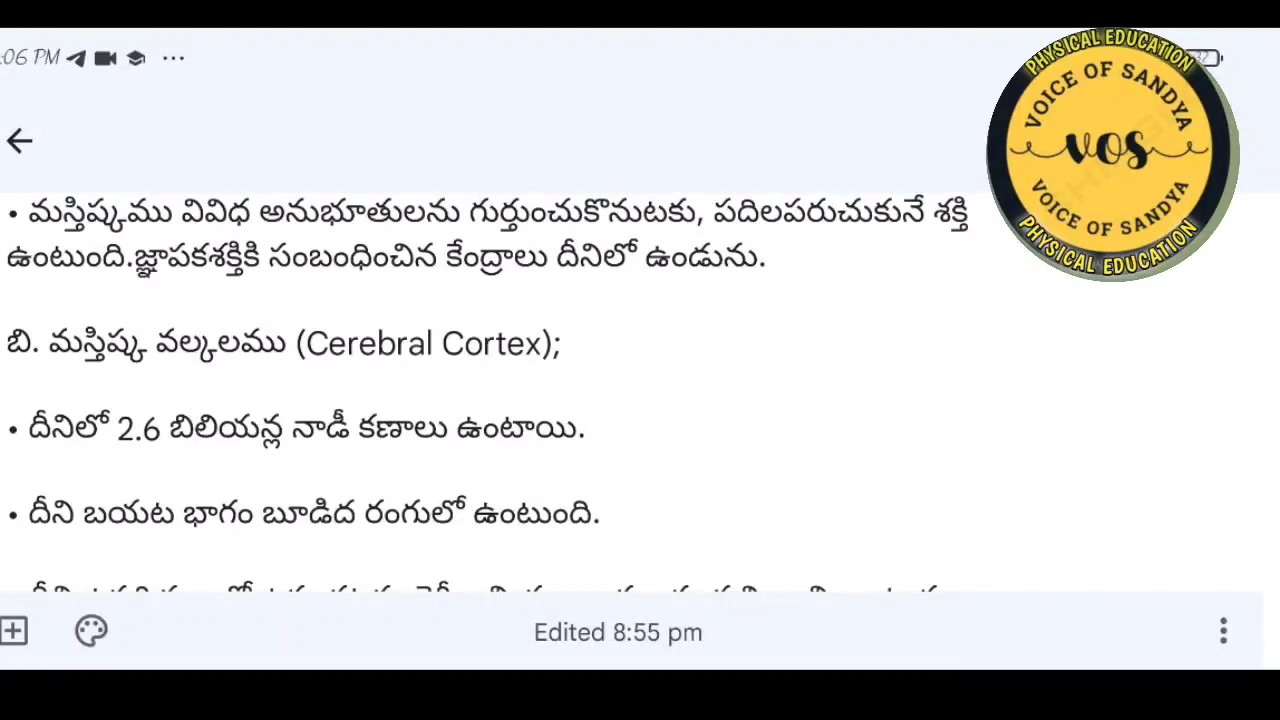 :06 PM
PHYSICAL EDUCATION
VOICE OF SANDYA
vos
VOICE OF SANDYA
PHYSICAL EDUCATION
• మస్తిష్కము వివిధ అనుభూతులను గుర్తుంచుకొనుటకు, పదిలపరుచుకునే శక్తి
ఉంటుంది.జ్ఞాపకశక్తికి సంబంధించిన కేంద్రాలు దీనిలో ఉండును.
బి. మస్తిష్క వల్కలము (Cerebral Cortex);
• దీనిలో 2.6 బిలియన్ల నాడీ కణాలు ఉంటాయి.
• దీని బయట భాగం బూడిద రంగులో ఉంటుంది.
Edited 8:55 pm